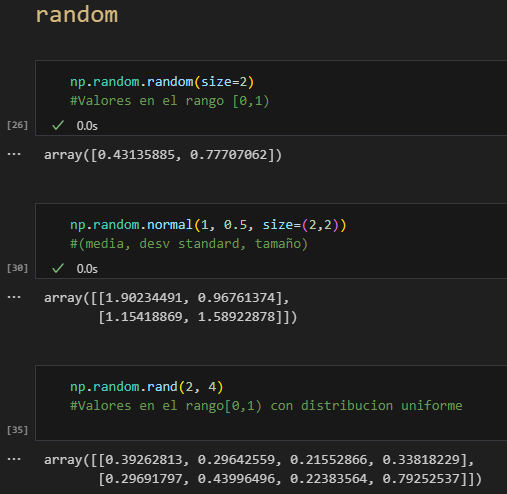 random
np.random.random(size=2)
#Valores en el rango [0,1)
[26]
0.0s
... array([0.43135885, 0.77707062])
np.random.normal(1, 0.5, size=(2,2))
#(media, desv standard, tamaño)
[30]
0.0s
... array([[1.90234491, 0.96761374],
[1.15418869, 1.58922878]])
np.random.rand(2, 4)
#Valores en el rango[0,1) con distribucion uniforme
[35]
... array([[0.39262813, 0.29642559, 0.21552866, 0.33818229],
[0.29691797, 0.43996496, 0.22383564, 0.79252537]])